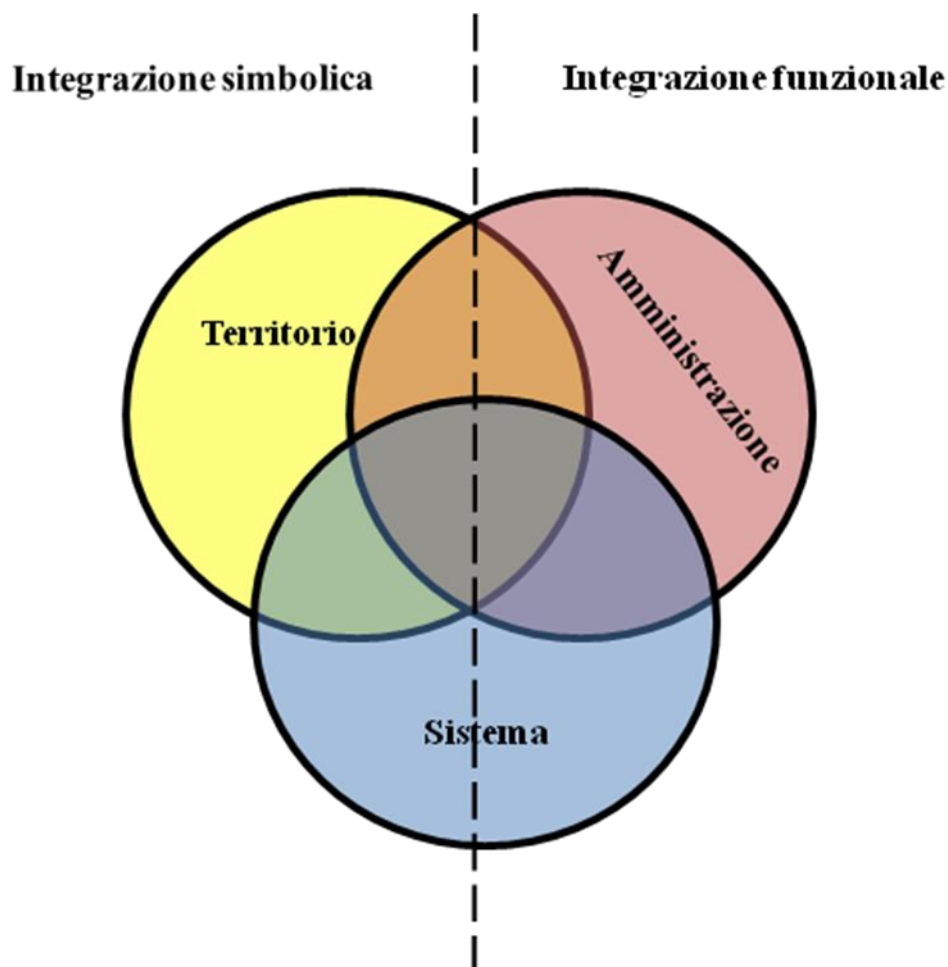 Integrazione simbolica
Integrazione funzionale
Territorio
Amministrazione
Sistema